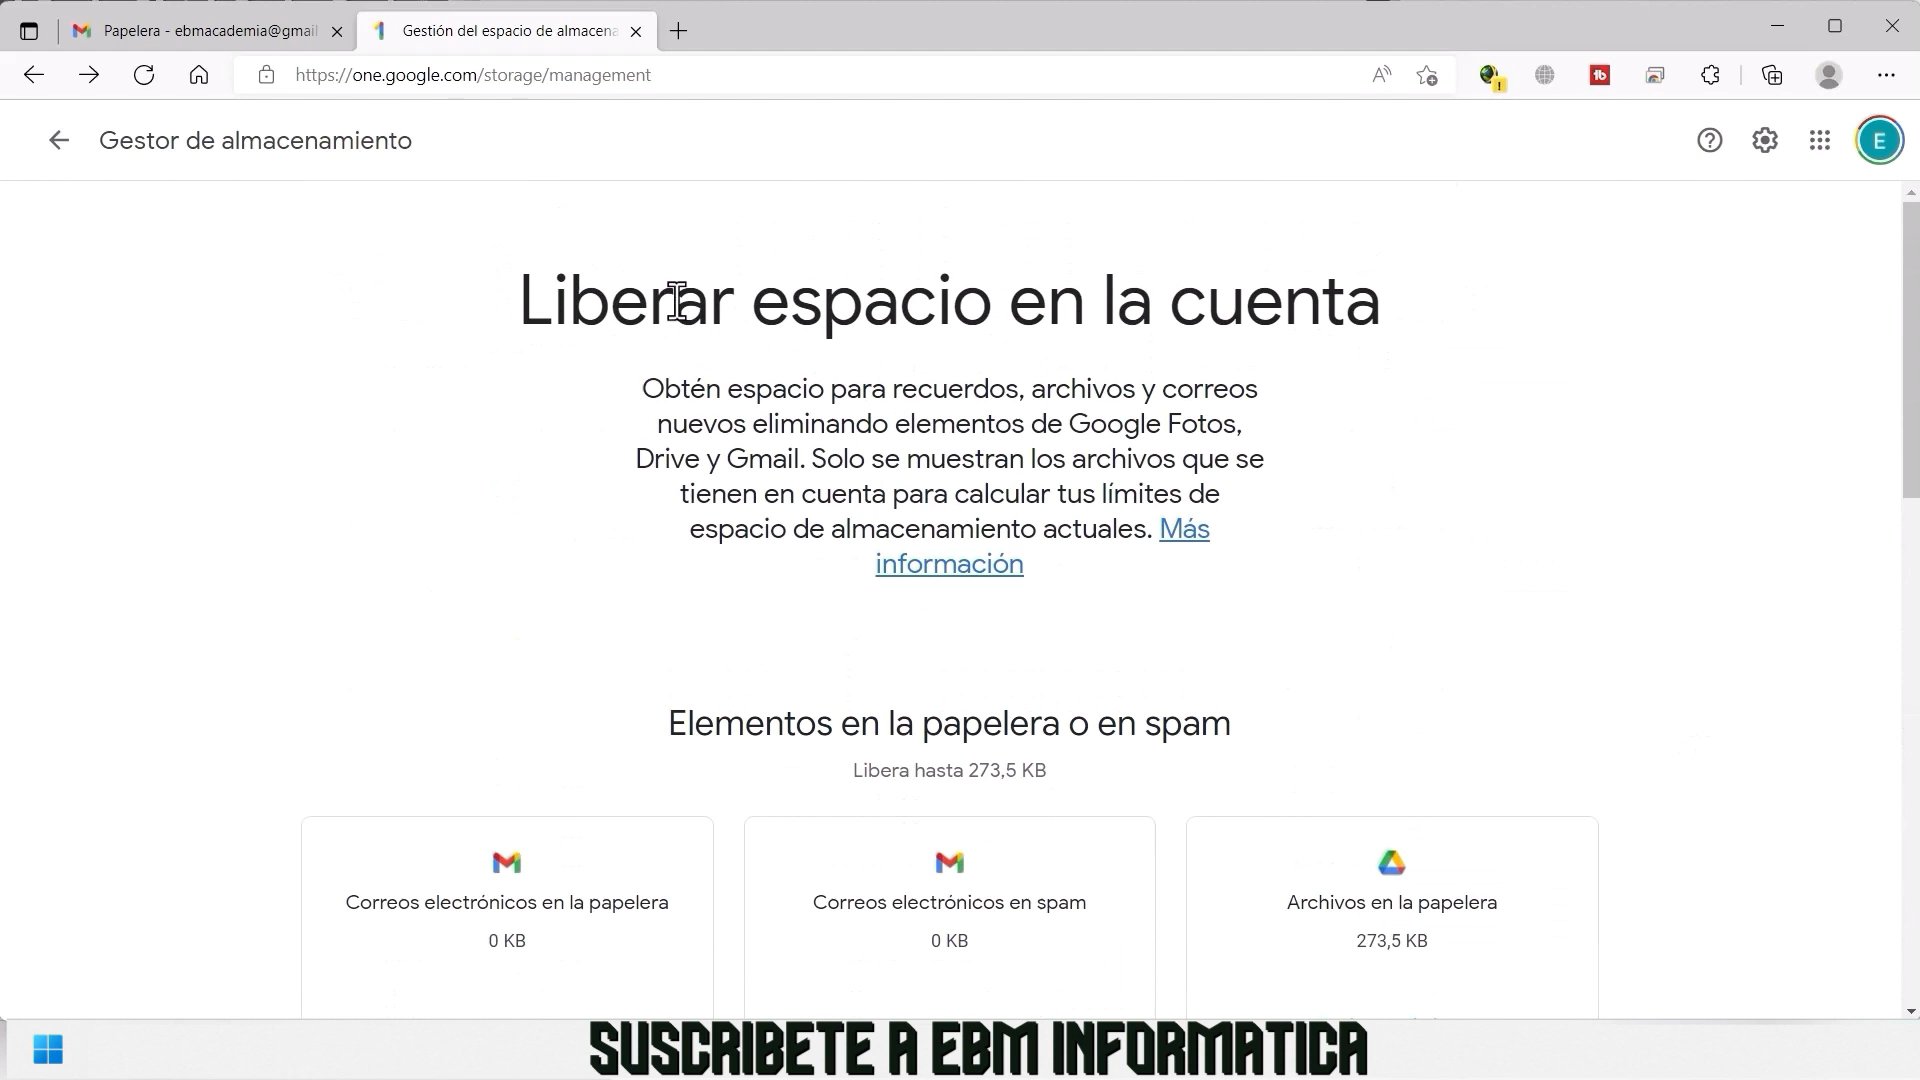 Papelera - ebmacademia@gmail
Gestión del espacio de almacena
https://one.google.com/storage/management
Gestor de almacenamiento
E
Liberar espacio en la cuenta
Obtén espacio para recuerdos, archivos y correos
nuevos eliminando elementos de Google Fotos,
Drive y Gmail. Solo se muestran los archivos que se
tienen en cuenta para calcular tus límites de
espacio de almacenamiento actuales. Más
información
Elementos en la papelera o en spam
Libera hasta 273,5 KB
Correos electrónicos en la papelera
0 KB
Correos electrónicos en spam
0 KB
Archivos en la papelera
273,5 KB
SUSCRIBETE A EBM INFORMATICA